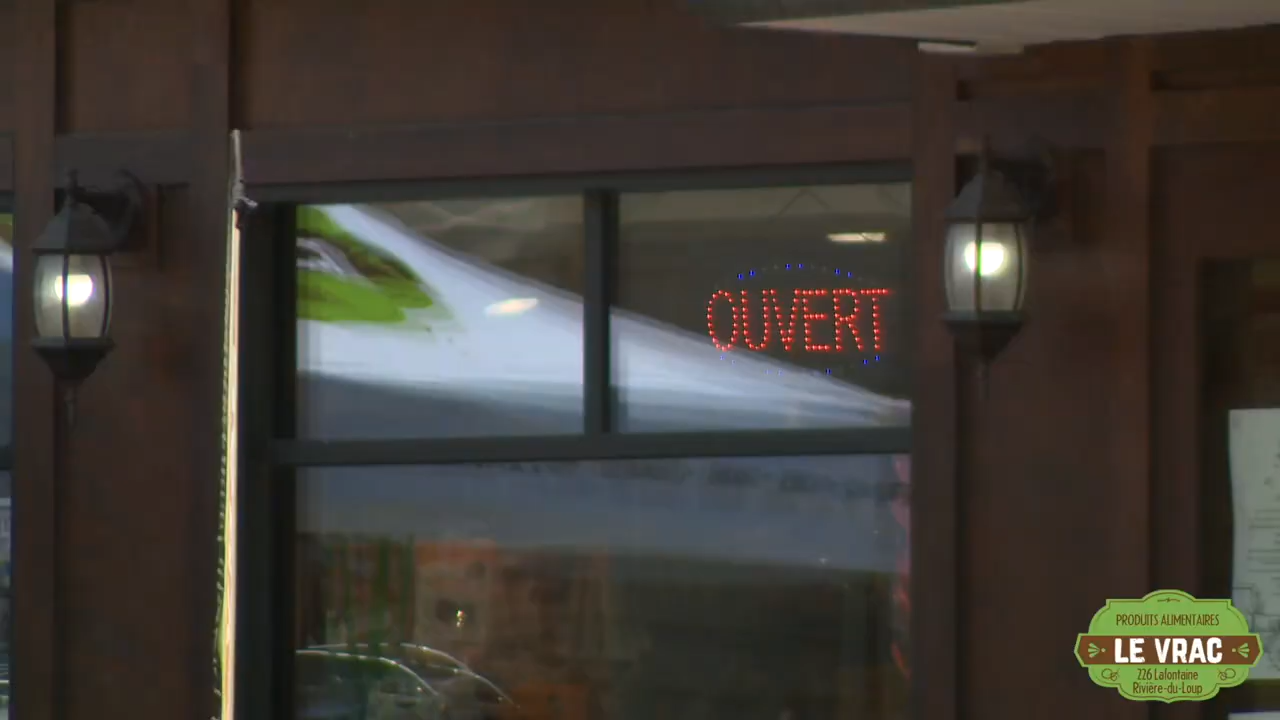 OUVERT
PRODUITS ALIMENTAIRES
LE VRAC
226 Lafontaine
Rivière-du-Loup